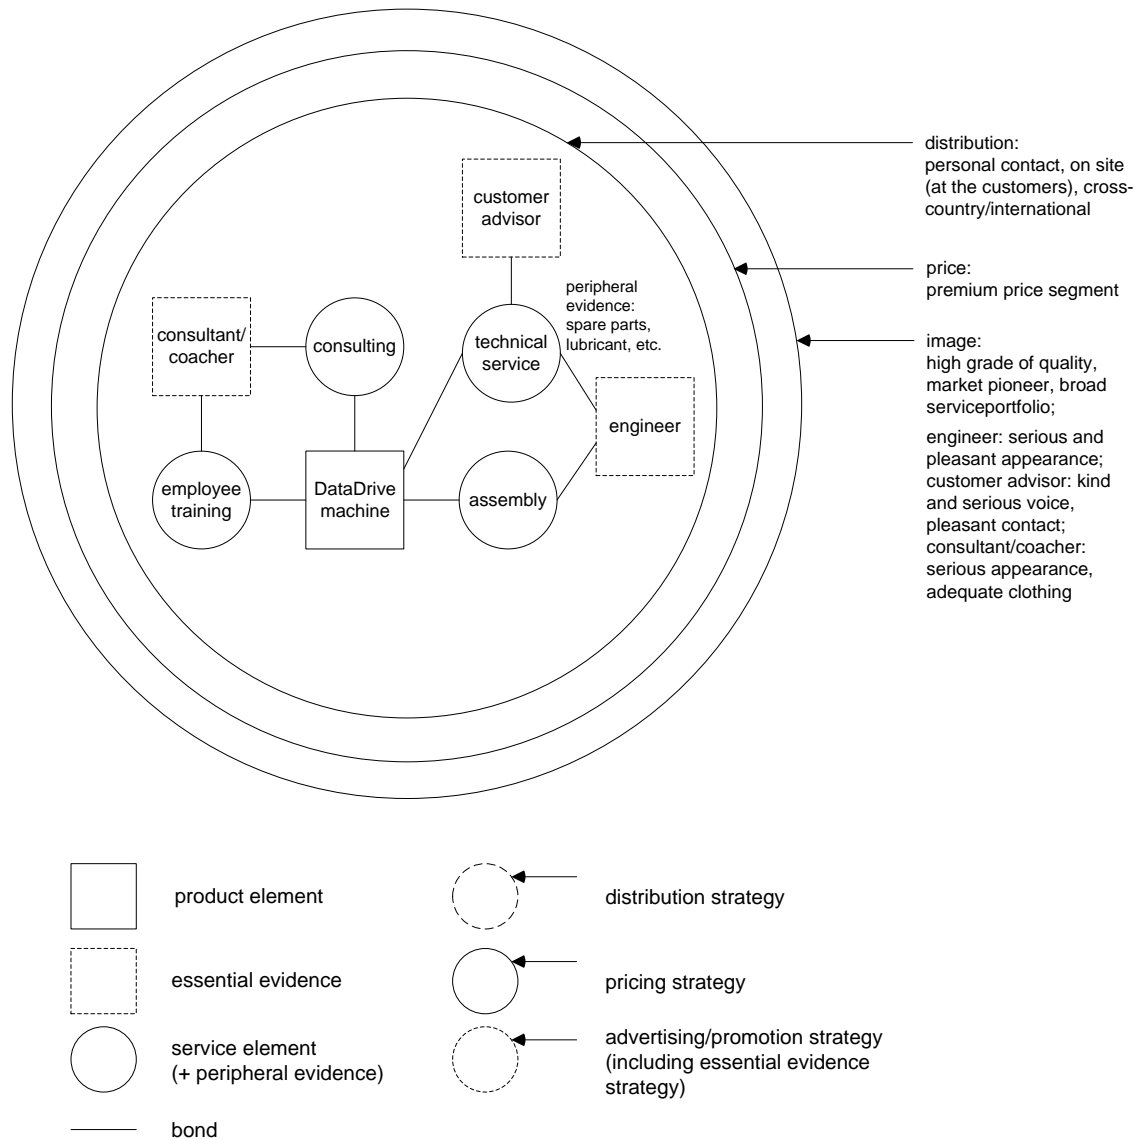 customer
advisor
peripheral
evidence:
spare parts,
lubricant, etc.
consultant/
coacher
consulting
technical
service
engineer
employee
training
DataDrive
machine
assembly
distribution:
personal contact, on site
(at the customers), cross-
country/international
price:
premium price segment
image:
high grade of quality,
market pioneer, broad
serviceportfolio;
engineer: serious and
pleasant appearance;
customer advisor: kind
and serious voice,
pleasant contact;
consultant/coacher:
serious appearance,
adequate clothing
product element
distribution strategy
essential evidence
pricing strategy
service element
(+ peripheral evidence)
advertising/promotion strategy
(including essential evidence
strategy)
bond